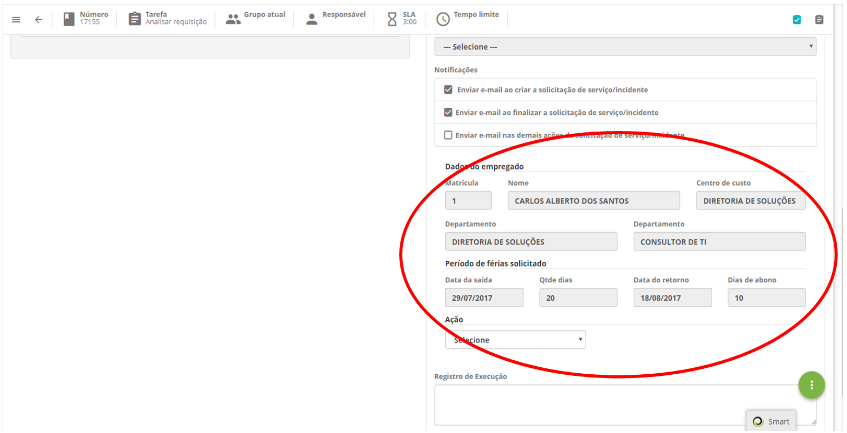 Número Tarefa Grupo atual Responsável SLA Tempo limite
17155 Analisar requisição 3:00
--- Selecione ---
Notificações
Enviar e-mail ao criar a solicitação de serviço/incidente
Enviar e-mail ao finalizar a solicitação de serviço/incidente
Enviar e-mail nas demais ações da solicitação de serviço/incidente
Dados do empregado
Matrícula Nome Centro de custo
1 CARLOS ALBERTO DOS SANTOS DIRETORIA DE SOLUÇÕES
Departamento Departamento
DIRETORIA DE SOLUÇÕES CONSULTOR DE TI
Período de férias solicitado
Data da saída Qtde dias Data do retorno Dias de abono
29/07/2017 20 18/08/2017 10
Ação
Selecione
Registro de Execução
Smart